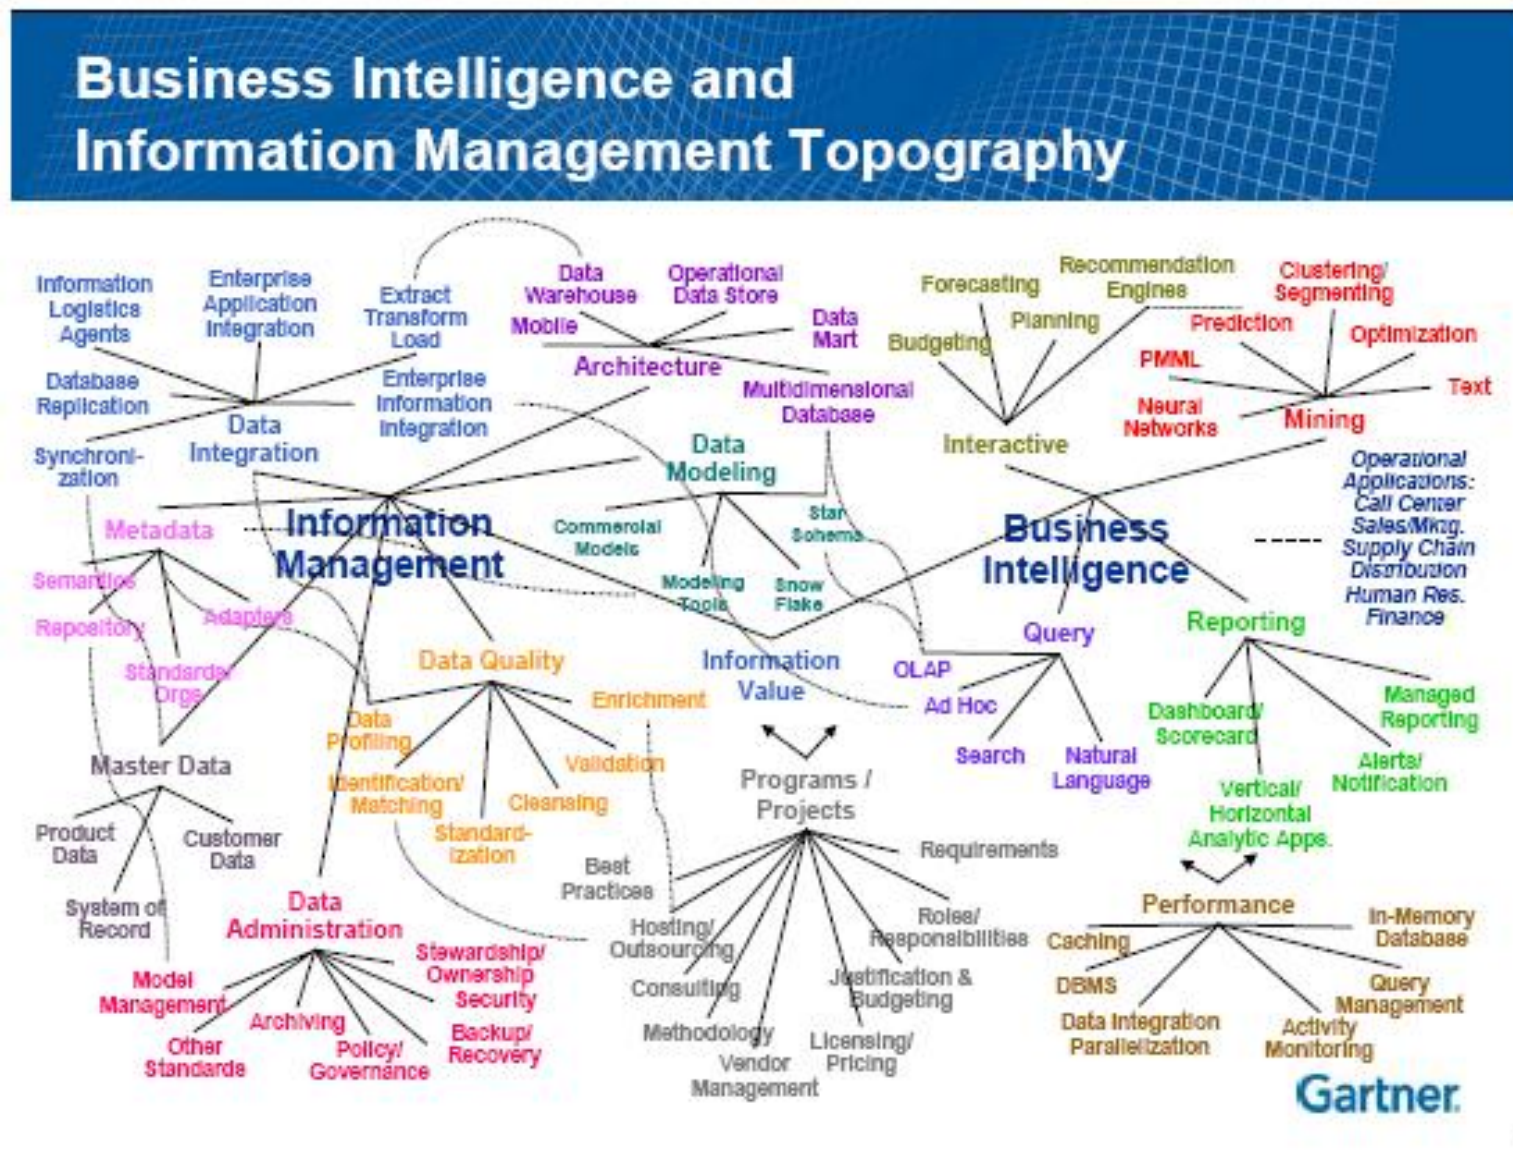 Business Intelligence and
Information Management Topography
Information
Logistics
Agents
Enterprise
Application
Integration
Extract
Transform
Load
Database
Replication
Enterprise
Information
Integration
Synchroni-
zation
Data
Integration
Data
Warehouse
Operational
Data Store
Mobile
Data
Mart
Architecture
Multidimensional
Database
Forecasting
Recommendation
Engines
Budgeting
Planning
Interactive
Clustering/
Segmenting
Prediction
Optimization
PMML
Text
Neural
Networks
Mining
Data
Modeling
Commercial
Models
Star
Schema
Modeling
Tools
Snow
Flake
Metadata
Semantics
Repository
Adapters
Standards/
Orgs
Information
Management
Business
Intelligence
Operational
Applications:
Call Center
Sales/Mktg.
Supply Chain
Distribution
Human Res.
Finance
Data Quality
Data
Profiling
Enrichment
Identification/
Matching
Validation
Cleansing
Standard-
ization
Information
Value
Query
OLAP
Ad Hoc
Search
Natural
Language
Reporting
Dashboard/
Scorecard
Managed
Reporting
Alerts/
Notification
Vertical/
Horizontal
Analytic Apps.
Master Data
Product
Data
Customer
Data
System of
Record
Programs /
Projects
Best
Practices
Requirements
Hosting/
Outsourcing
Roles/
Responsibilities
Consulting
Justification &
Budgeting
Methodology
Licensing/
Pricing
Vendor
Management
Data
Administration
Stewardship/
Ownership
Model
Management
Security
Archiving
Backup/
Recovery
Other
Standards
Policy/
Governance
Performance
In-Memory
Database
Caching
DBMS
Query
Management
Data Integration
Parallelization
Activity
Monitoring
Gartner.